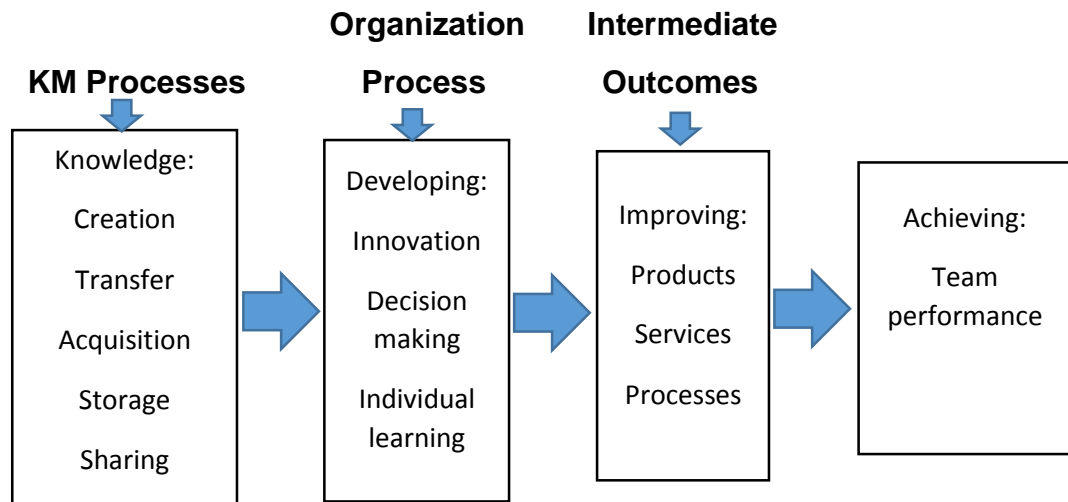 KM Processes
Organization
Process
Intermediate
Outcomes
Knowledge:
Creation
Transfer
Acquisition
Storage
Sharing
Developing:
Innovation
Decision
making
Individual
learning
Improving:
Products
Services
Processes
Achieving:
Team
performance